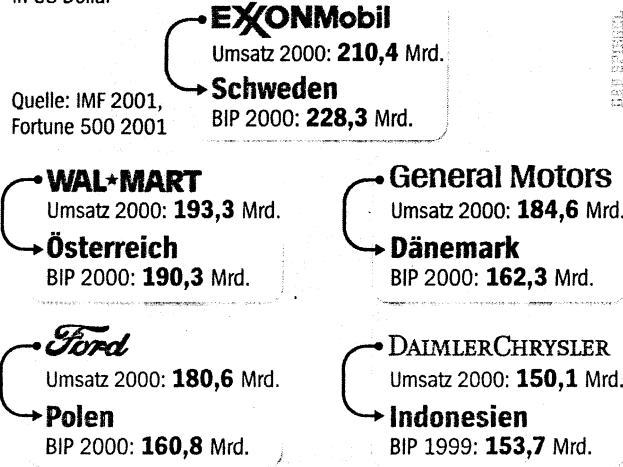 in US-Dollar
EXXONMobil
Umsatz 2000: 210,4 Mrd.
Schweden
BIP 2000: 228,3 Mrd.
Quelle: IMF 2001,
Fortune 500 2001
WAL★MART
Umsatz 2000: 193,3 Mrd.
Österreich
BIP 2000: 190,3 Mrd.
General Motors
Umsatz 2000: 184,6 Mrd.
Dänemark
BIP 2000: 162,3 Mrd.
Ford
Umsatz 2000: 180,6 Mrd.
Polen
BIP 2000: 160,8 Mrd.
DAIMLERCHRYSLER
Umsatz 2000: 150,1 Mrd.
Indonesien
BIP 1999: 153,7 Mrd.